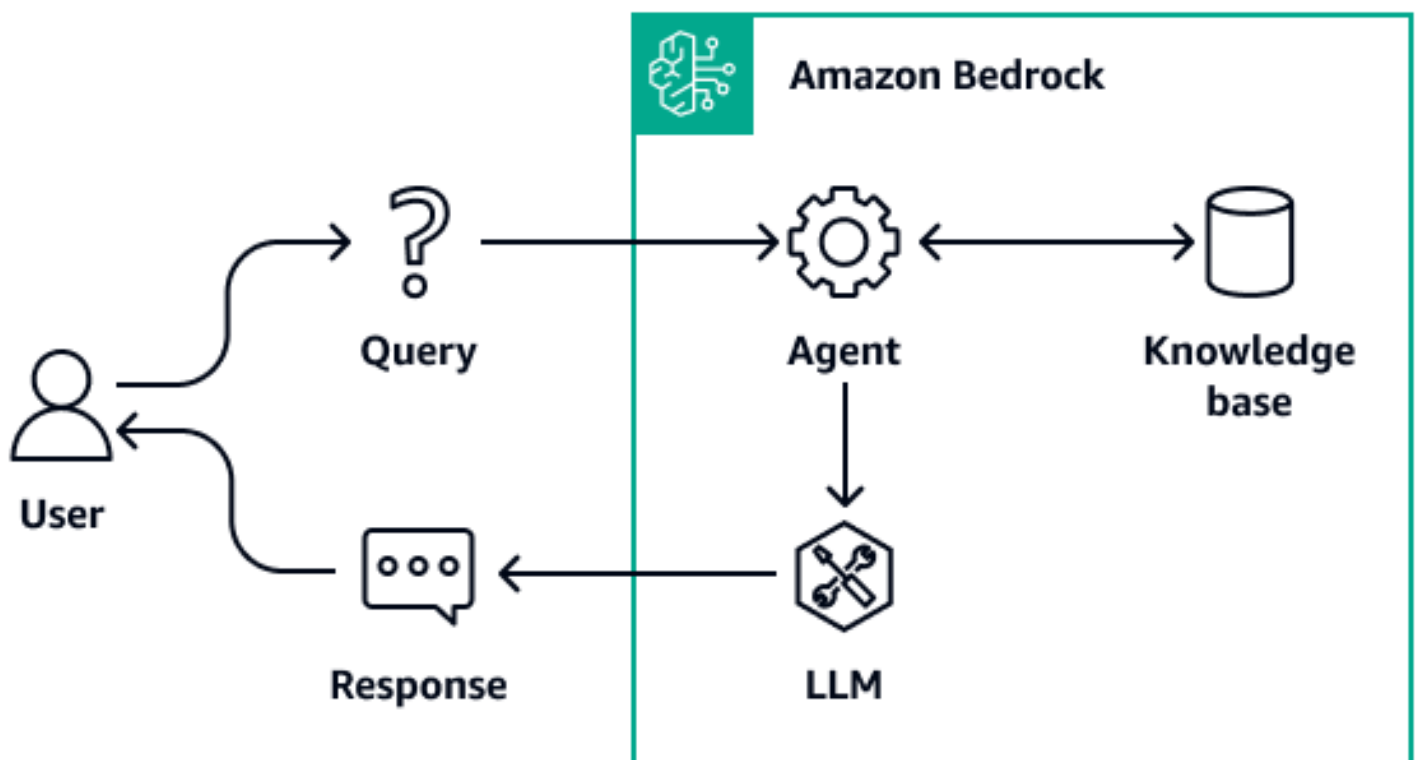 Amazon Bedrock
Query
Agent
Knowledge
base
User
Response
LLM